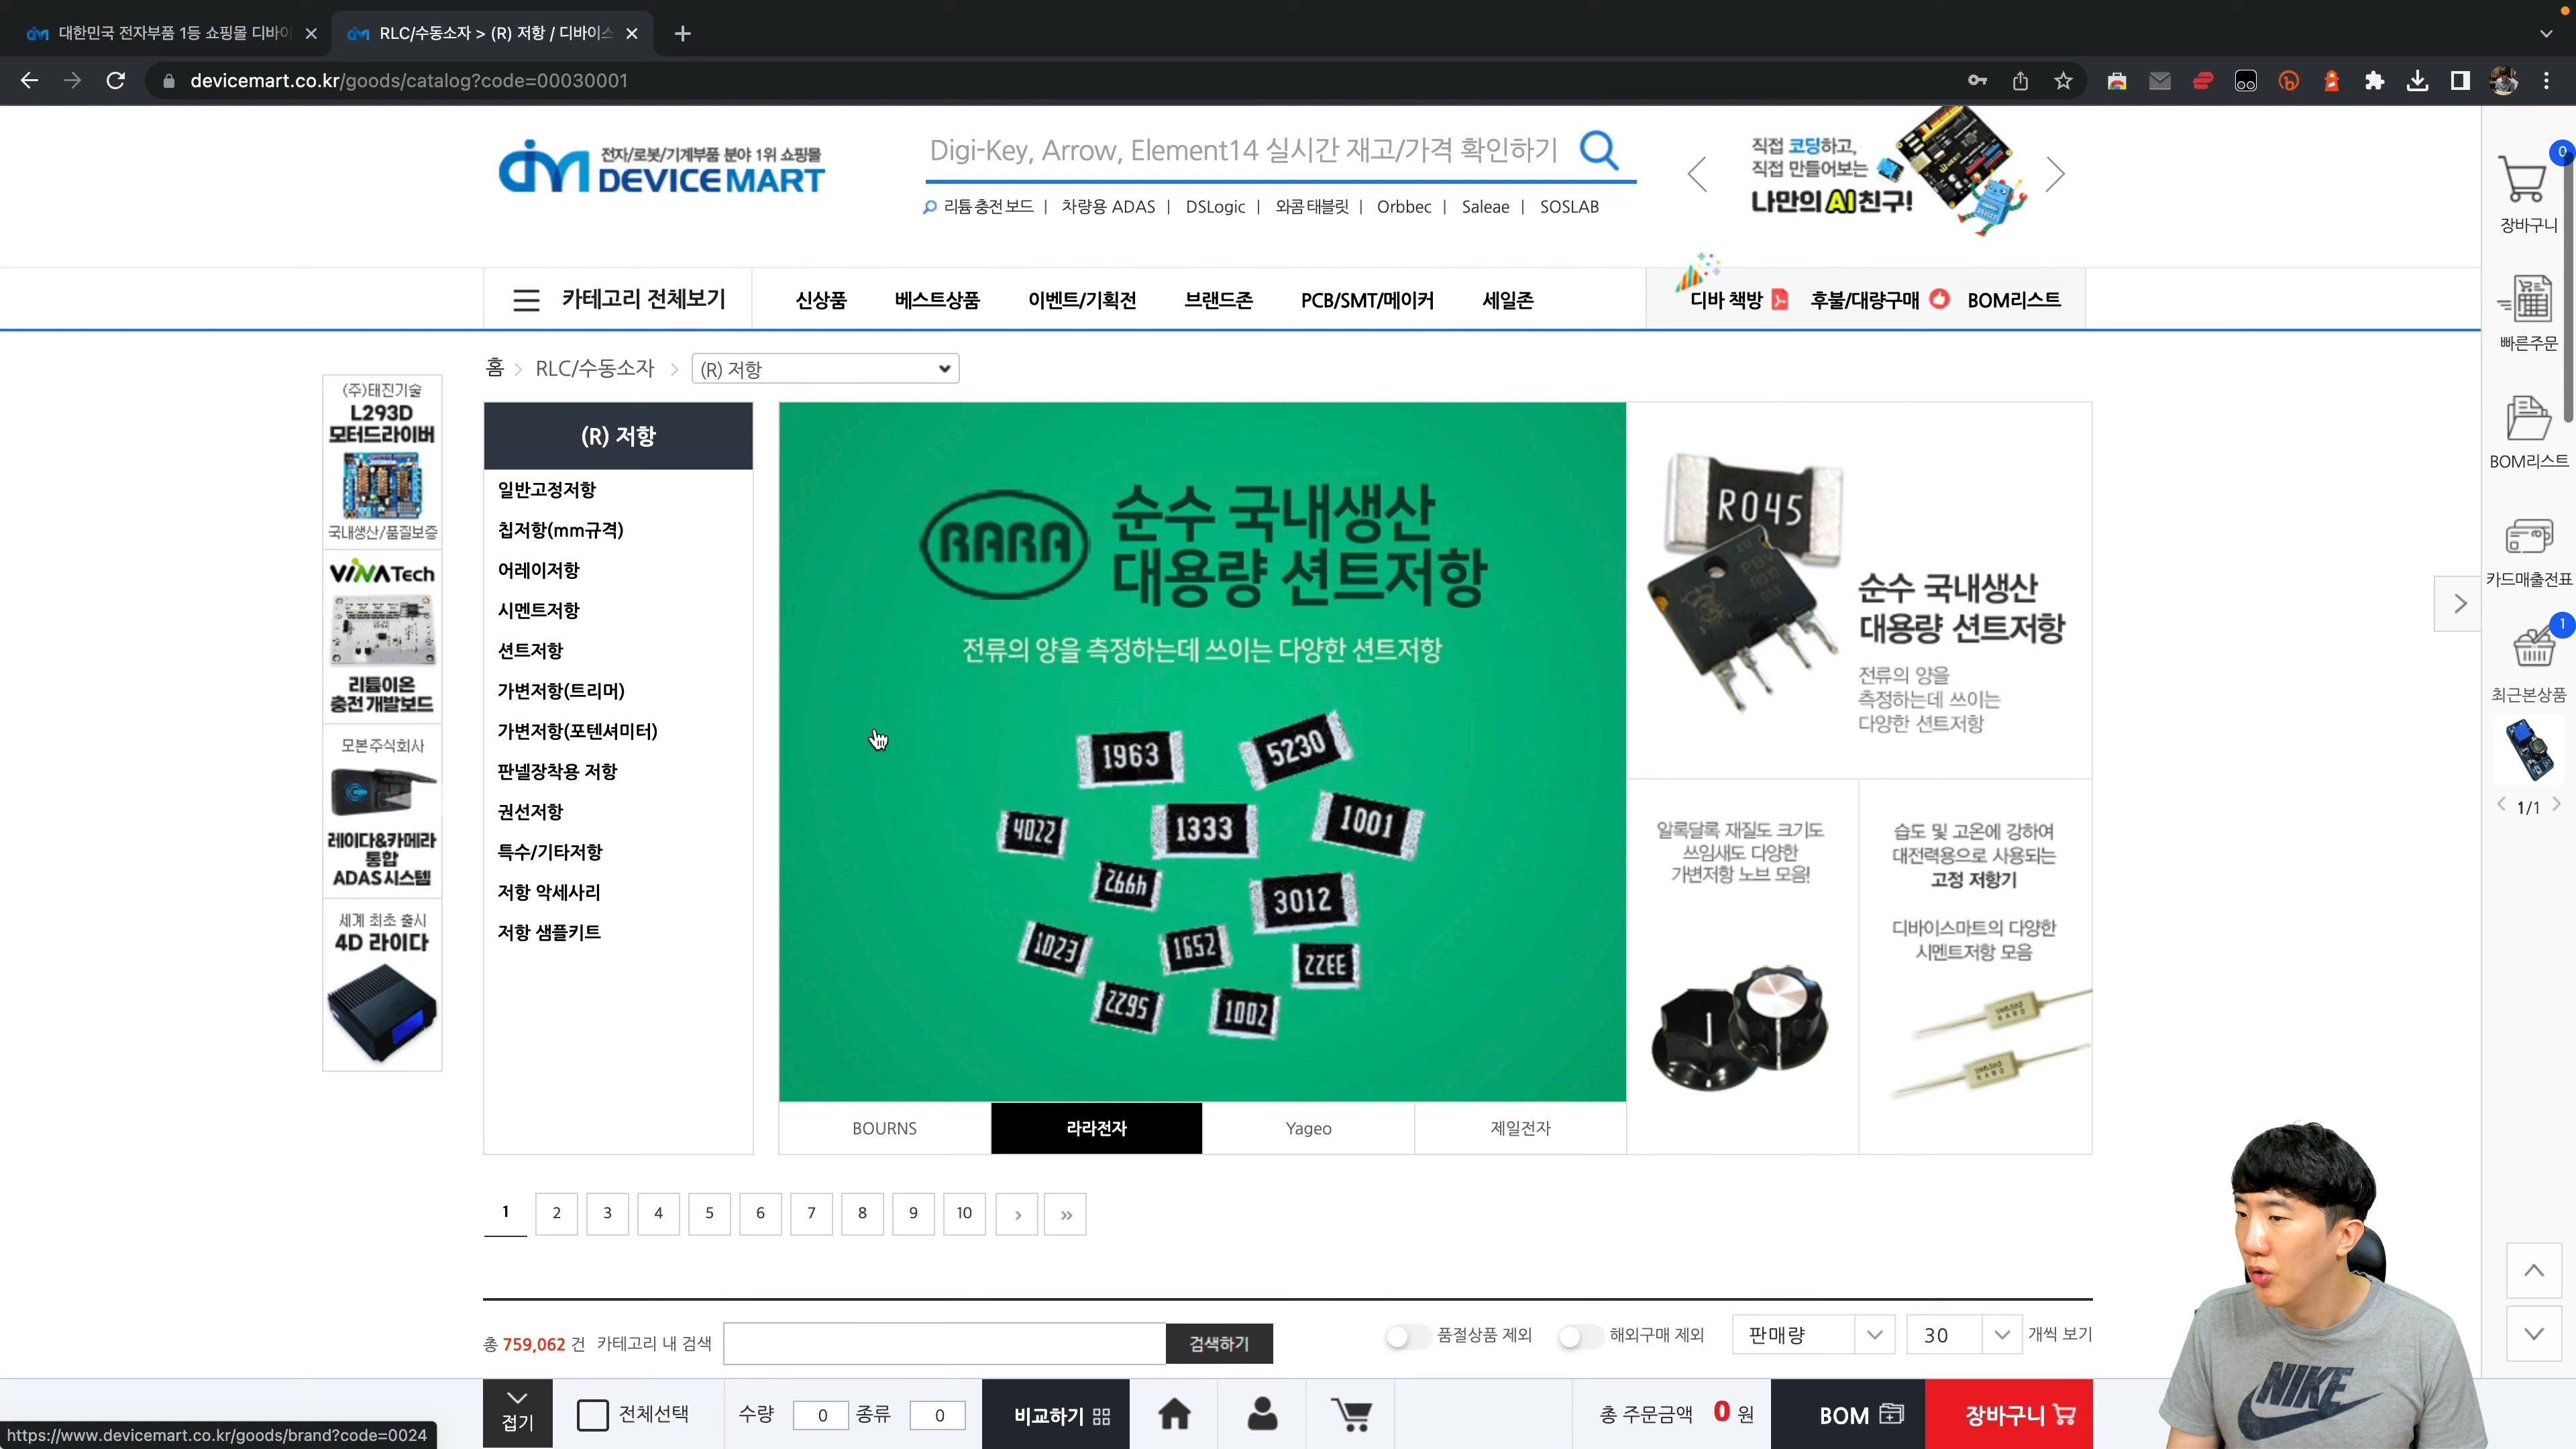 대한민국 전자부품 1등 쇼핑몰 디바이
RLC/수동소자 > (R) 저항 / 디바이스
devicemart.co.kr/goods/catalog?code=00030001
전자/로봇/기계부품 분야 1위 쇼핑몰
DEVICEMART
Digi-Key, Arrow, Element14 실시간 재고/가격 확인하기
리튬충전보드 | 차량용 ADAS | DSLogic | 와콤태블릿 | Orbbec | Saleae | SOSLAB
직접 코딩하고,
직접 만들어보는
나만의 AI 친구!
0
장바구니
빠른주문
BOM리스트
카드매출전표
1
최근본상품
1/1
카테고리 전체보기
신상품
베스트상품
이벤트/기획전
브랜드존
PCB/SMT/메이커
세일존
디바 책방
후불/대량구매
BOM리스트
홈 > RLC/수동소자 > (R) 저항
(주)태진기술
L293D
모터드라이버
국내생산/품질보증
VINATech
리튬이온
충전 개발보드
모본주식회사
레이다&카메라
통합
ADAS시스템
세계 최초 출시
4D 라이다
(R) 저항
일반고정저항
칩저항(mm규격)
어레이저항
시멘트저항
션트저항
가변저항(트리머)
가변저항(포텐셔미터)
판넬장착용 저항
권선저항
특수/기타저항
저항 악세사리
저항 샘플키트
RARA
순수 국내생산
대용량 션트저항
전류의 양을 측정하는데 쓰이는 다양한 션트저항
1963
5230
4022
1333
1001
4992
3012
1023
1652
2233
2295
1002
BOURNS
라라전자
Yageo
제일전자
R045
순수 국내생산
대용량 션트저항
전류의 양을
측정하는데 쓰이는
다양한 션트저항
알록달록 재질도 크기도
쓰임새도 다양한
가변저항 노브 모음!
습도 및 고온에 강하여
대전력용으로 사용되는
고정 저항기
디바이스마트의 다양한
시멘트저항 모음
1 2 3 4 5 6 7 8 9 10 > »
총 759,062 건 카테고리 내 검색
검색하기
품절상품 제외
해외구매 제외
판매량
30
개씩 보기
접기
전체선택
수량 0 종류 0
비교하기
총 주문금액 0 원
BOM
장바구니
https://www.devicemart.co.kr/goods/brand?code=0024
NIKE